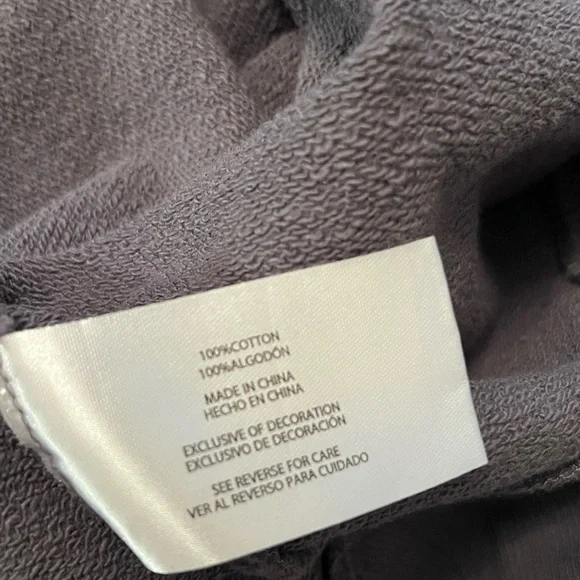 100%COTTON
100%ALGODÓN
MADE IN CHINA
HECHO EN CHINA
EXCLUSIVE OF DECORATION
EXCLUSIVO DE DECORACIÓN
SEE REVERSE FOR CARE
VER AL REVERSO PARA CUIDADO